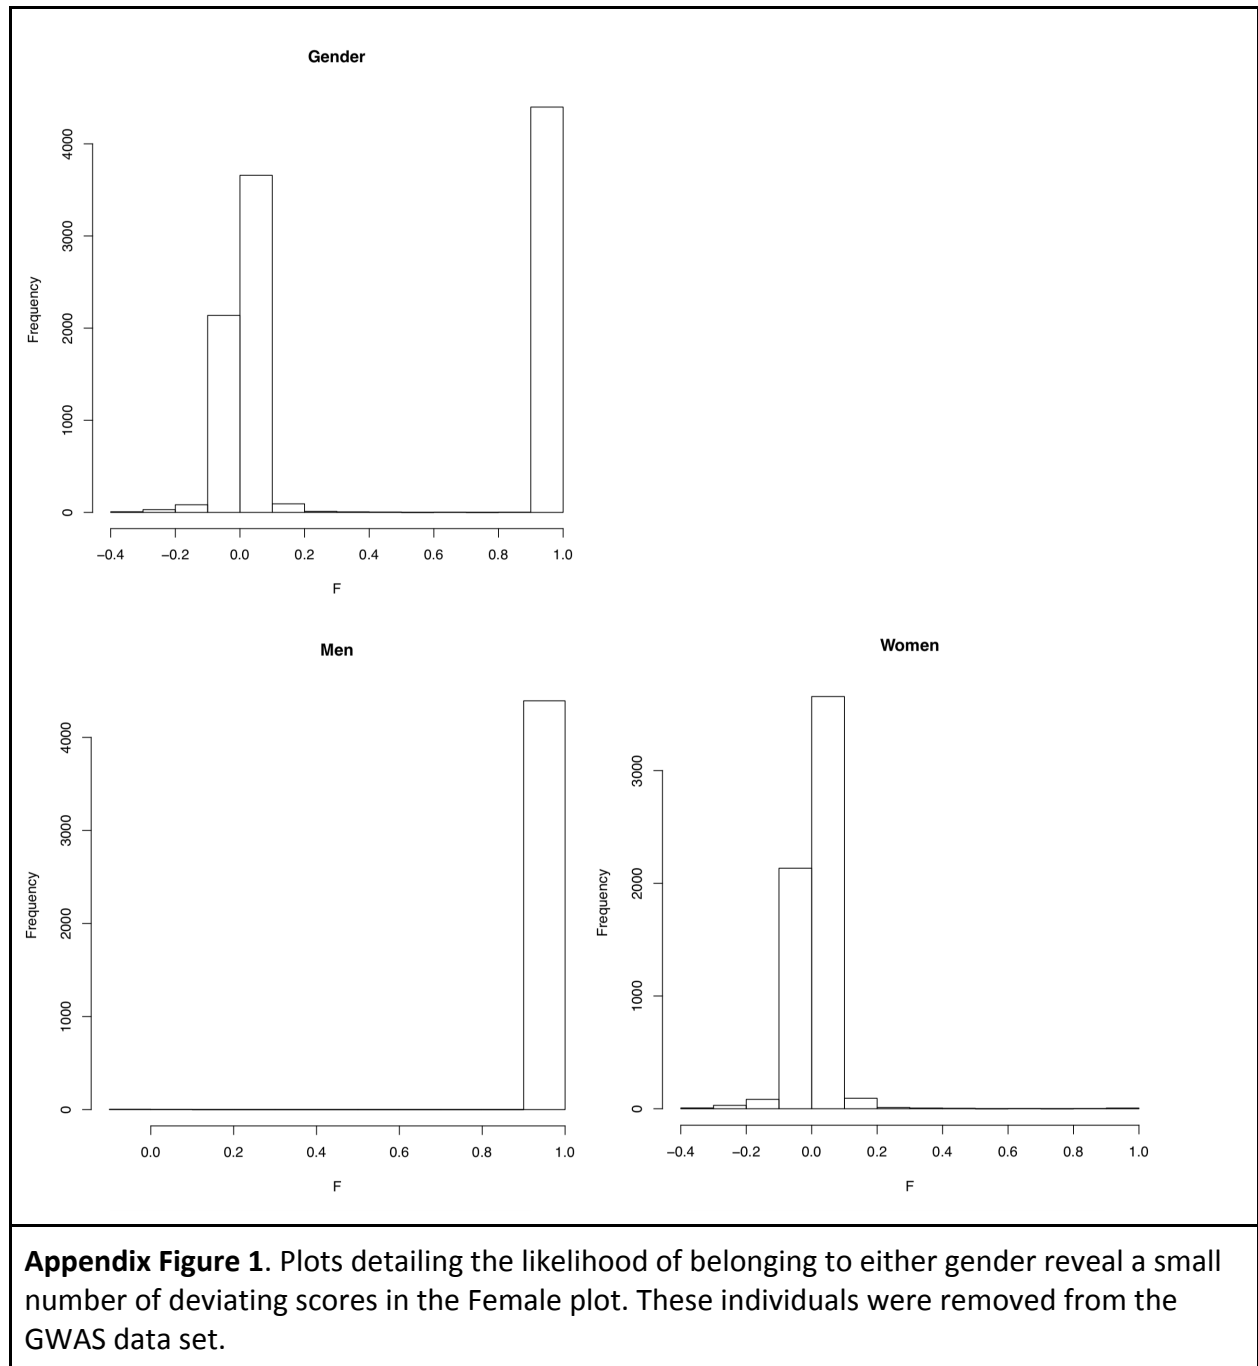 Gender
4000
3000
2000
1000
0
Frequency
−0.4 −0.2 0.0 0.2 0.4 0.6 0.8 1.0
F
Men
4000
3000
2000
1000
0
Frequency
0.0 0.2 0.4 0.6 0.8 1.0
F
Women
3000
2000
1000
0
Frequency
−0.4 −0.2 0.0 0.2 0.4 0.6 0.8 1.0
F
Appendix Figure 1. Plots detailing the likelihood of belonging to either gender reveal a small
number of deviating scores in the Female plot. These individuals were removed from the
GWAS data set.